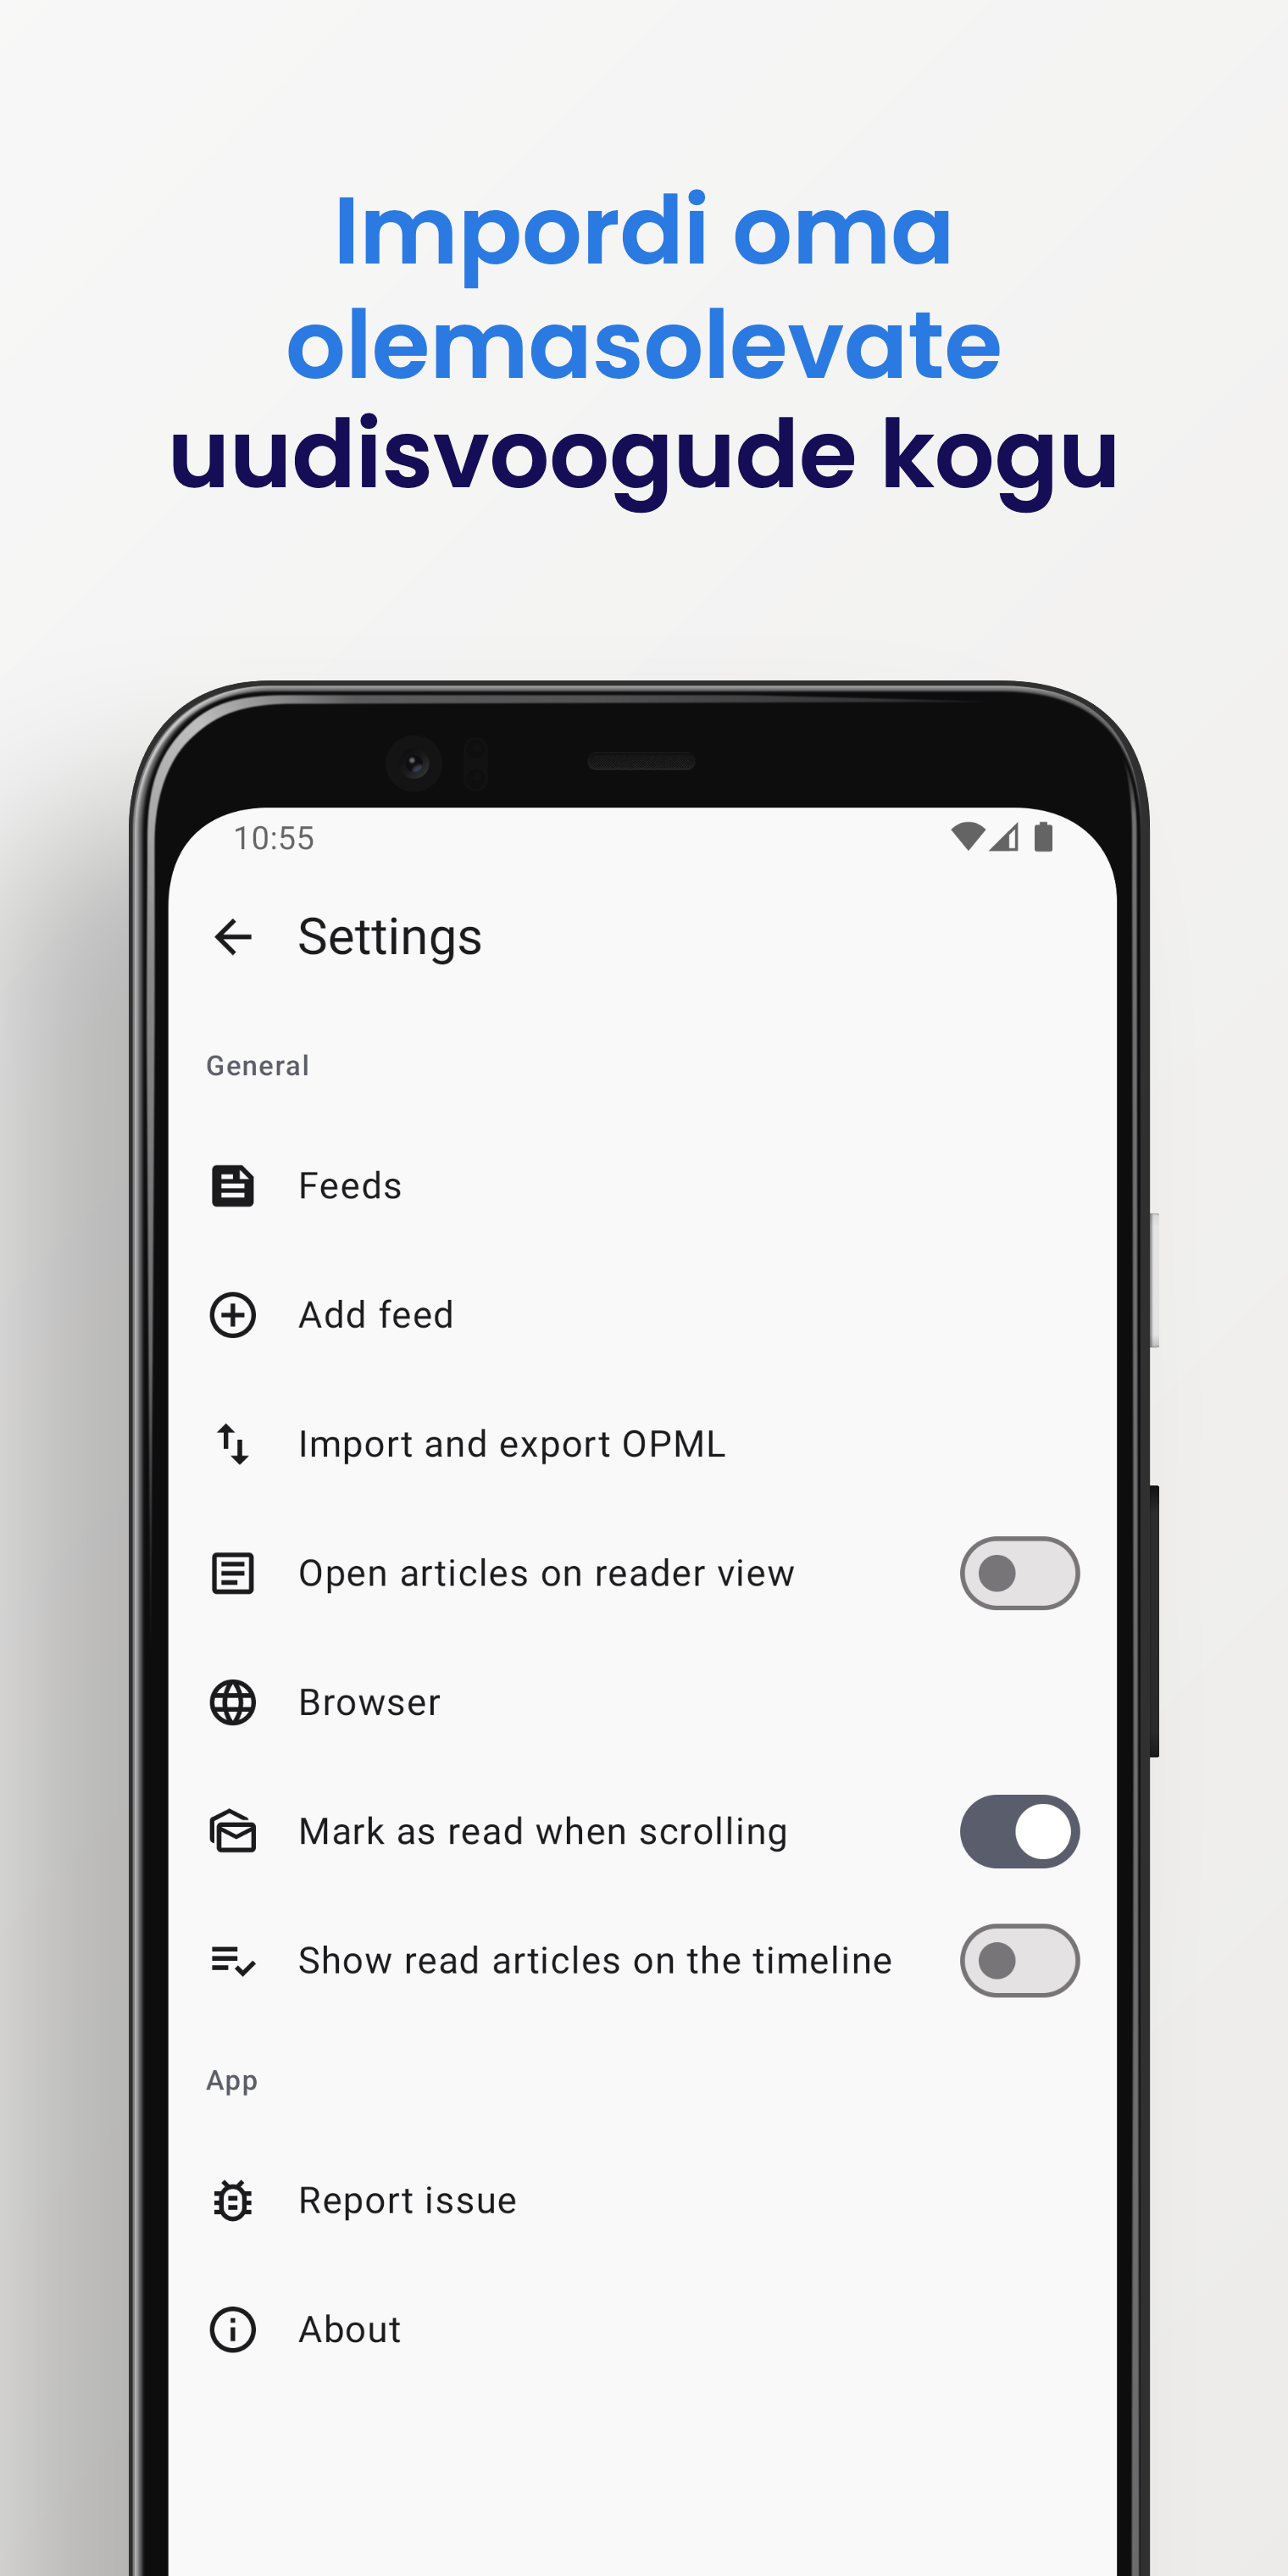 Impordi oma
olemasolevate
uudisvoogude kogu
10:55
Settings
General
Feeds
Add feed
Import and export OPML
Open articles on reader view
Browser
Mark as read when scrolling
Show read articles on the timeline
App
Report issue
About